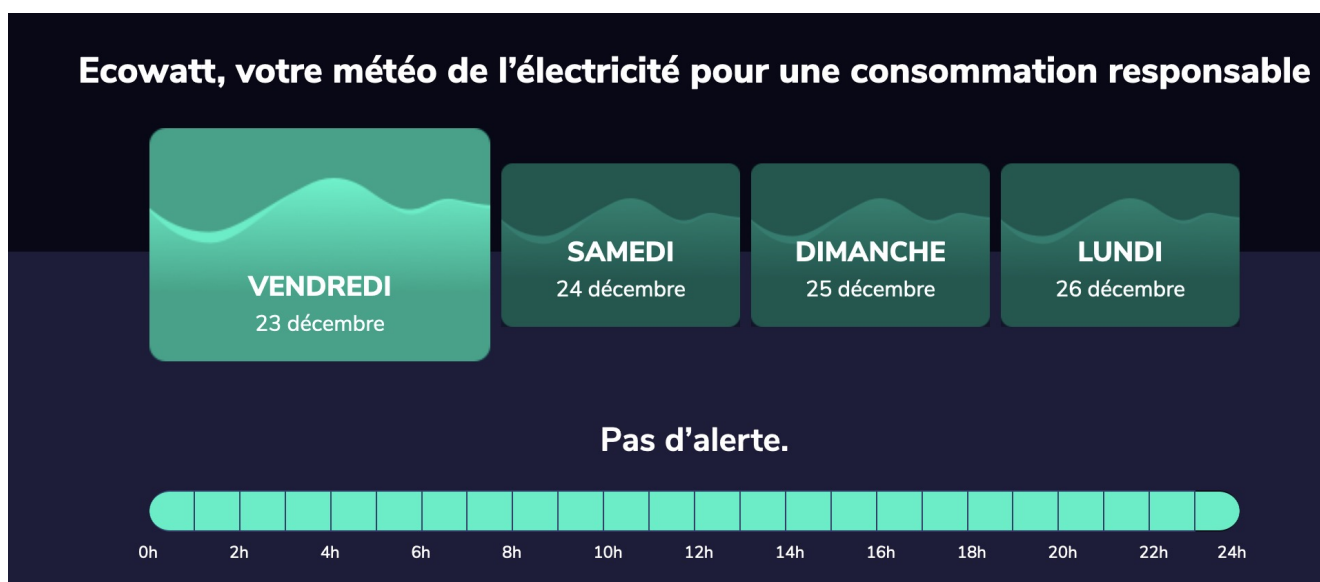 Ecowatt, votre météo de l’électricité pour une consommation responsable
VENDREDI
23 décembre
SAMEDI
24 décembre
DIMANCHE
25 décembre
LUNDI
26 décembre
Pas d’alerte.
0h 2h 4h 6h 8h 10h 12h 14h 16h 18h 20h 22h 24h